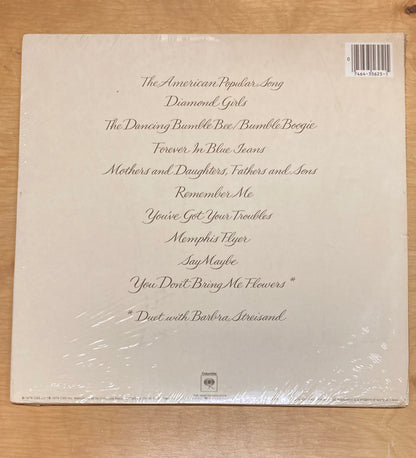 The American Popular Song
Diamond Girls
The Dancing Bumble Bee/Bumble Boogie
Forever In Blue Jeans
Mothers and Daughters, Fathers and Sons
Remember Me
You've Got Your Troubles
Memphis Flyer
Say Maybe
You Don't Bring Me Flowers *
* Duet with Barbra Streisand
Columbia